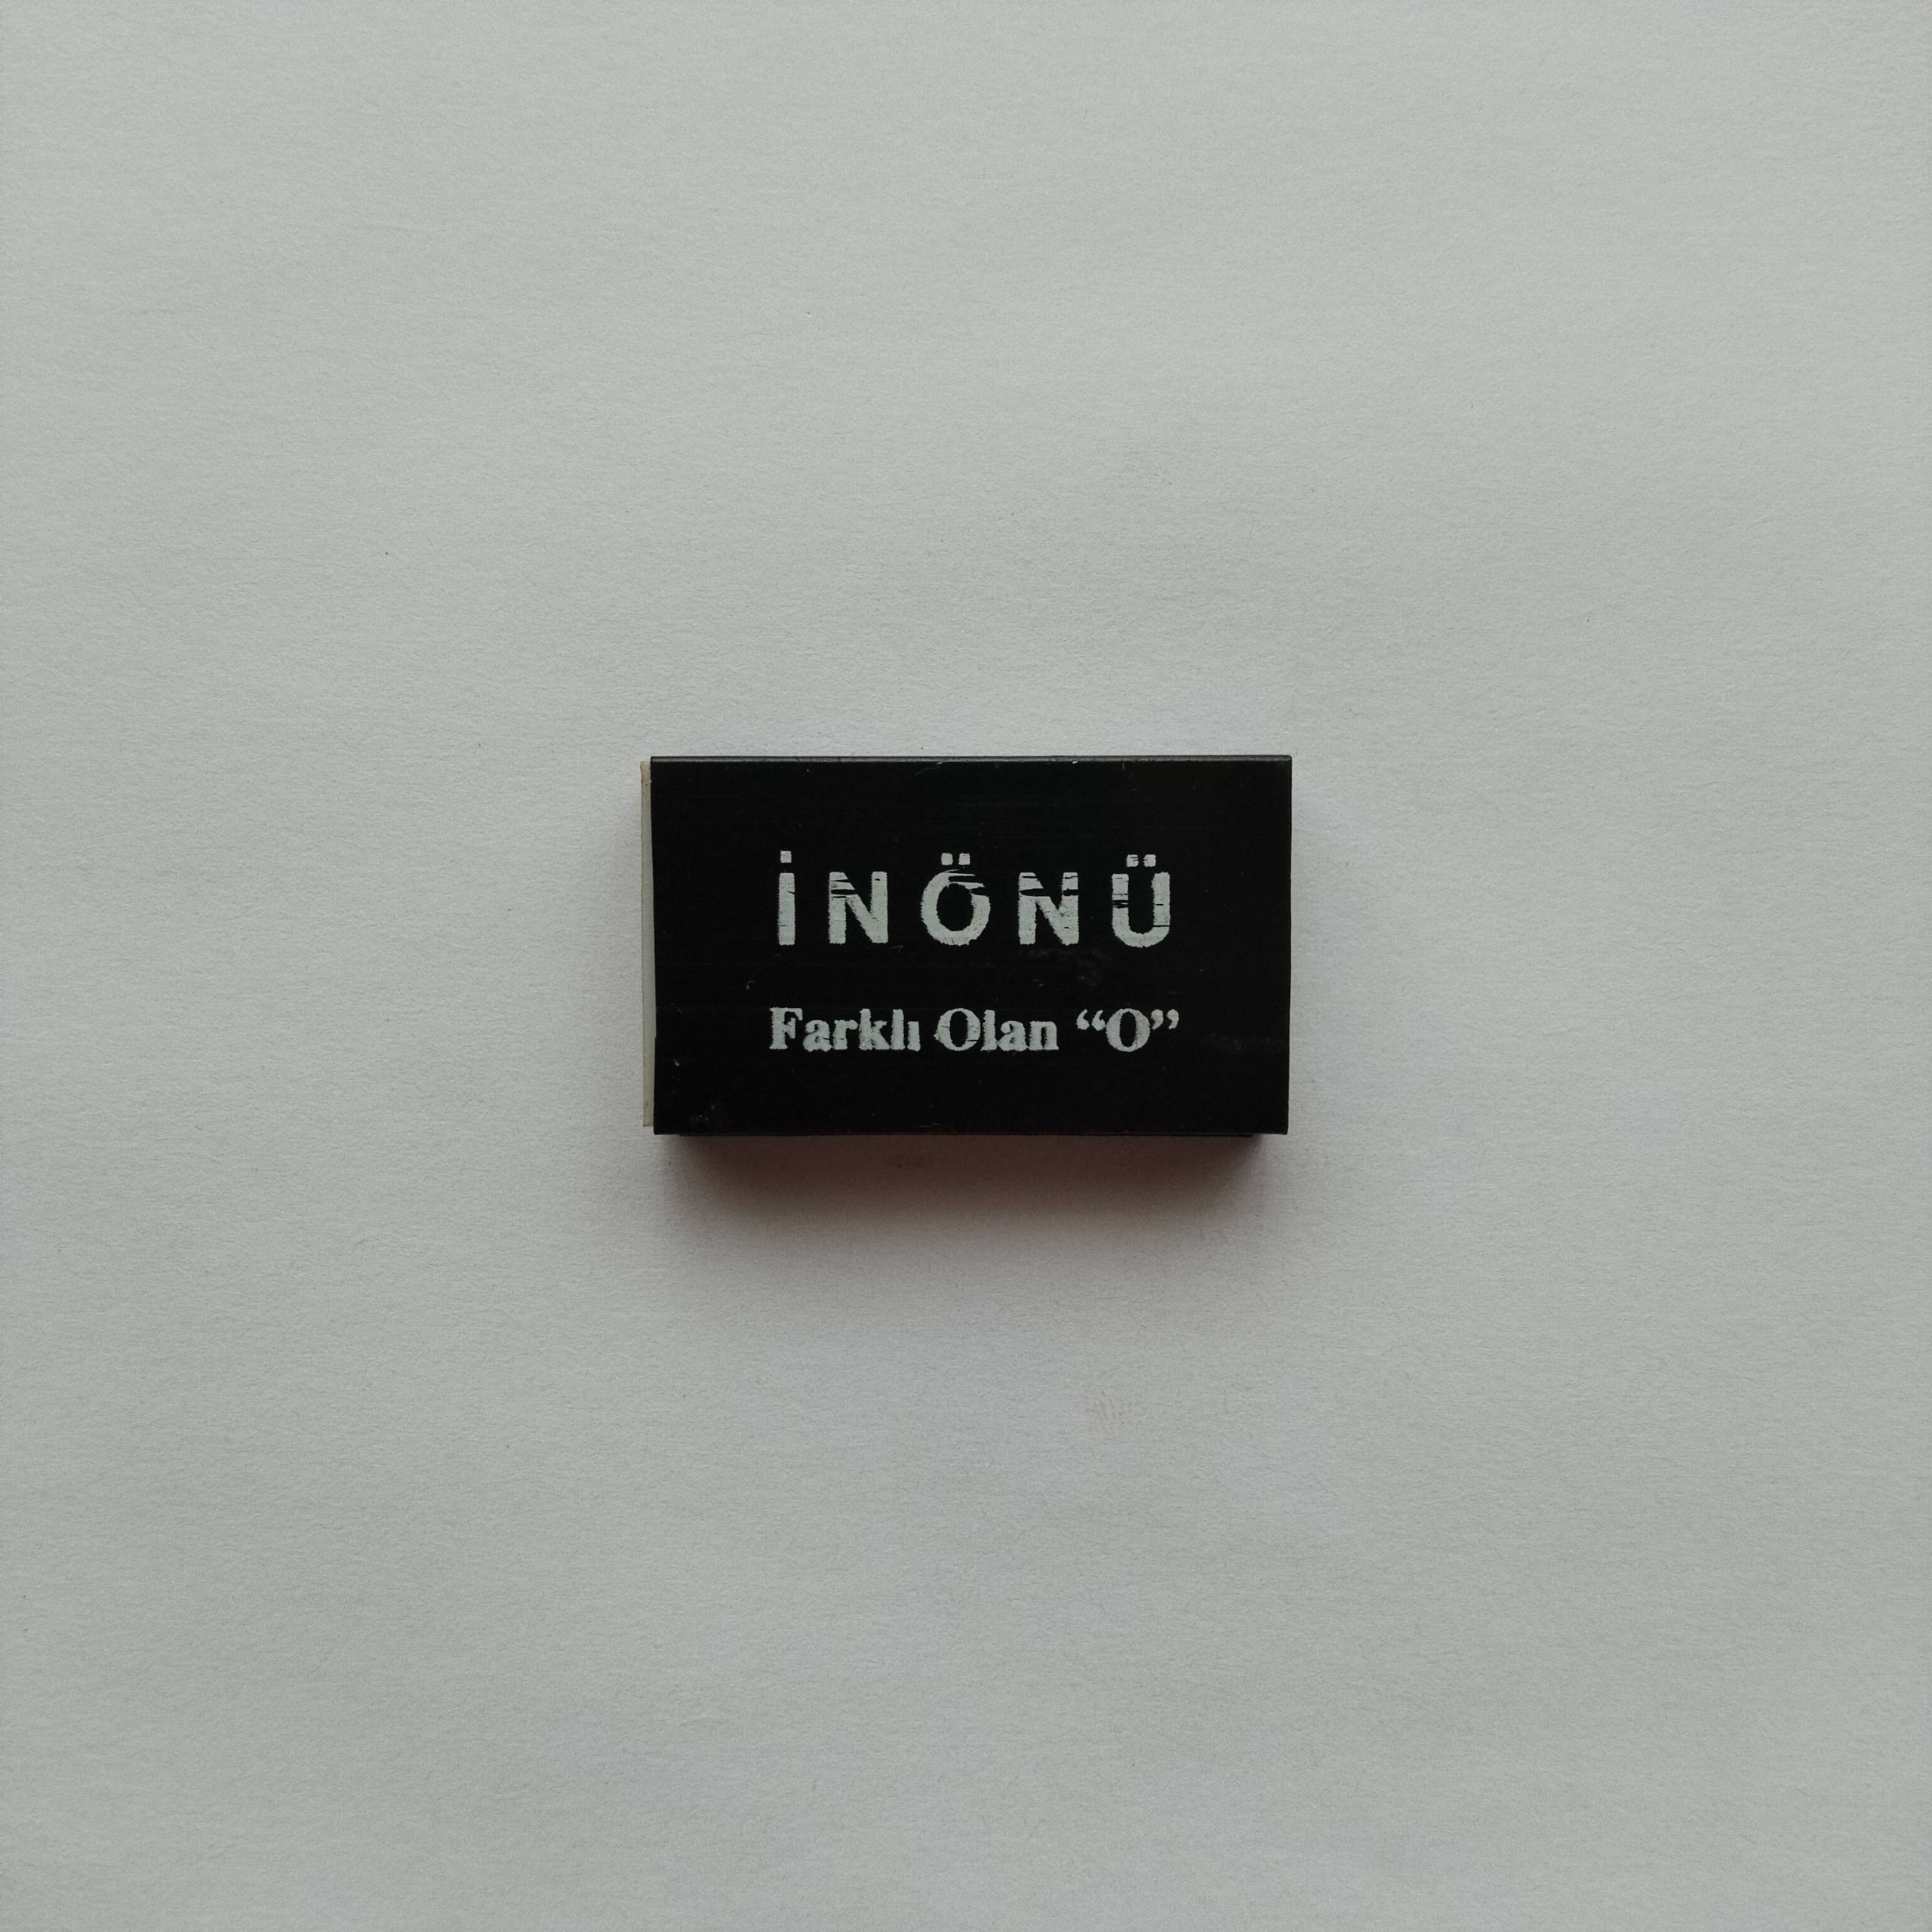 İNÖNÜ
Farklı Olan “O”